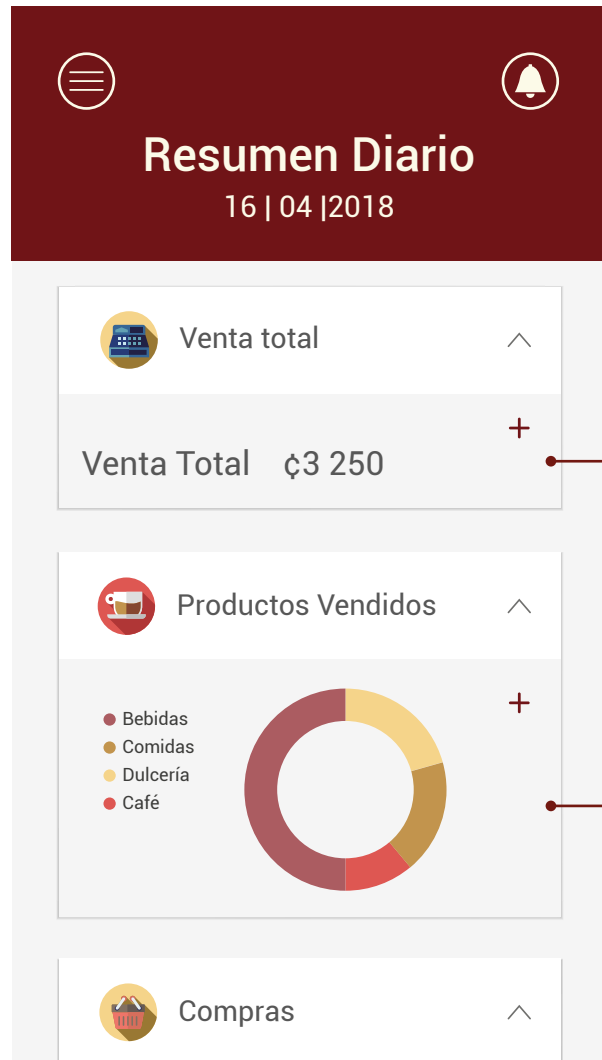 Resumen Diario
16 | 04 |2018
Venta total
Venta Total ¢3 250
Productos Vendidos
Bebidas
Comidas
Dulcería
Café
Compras